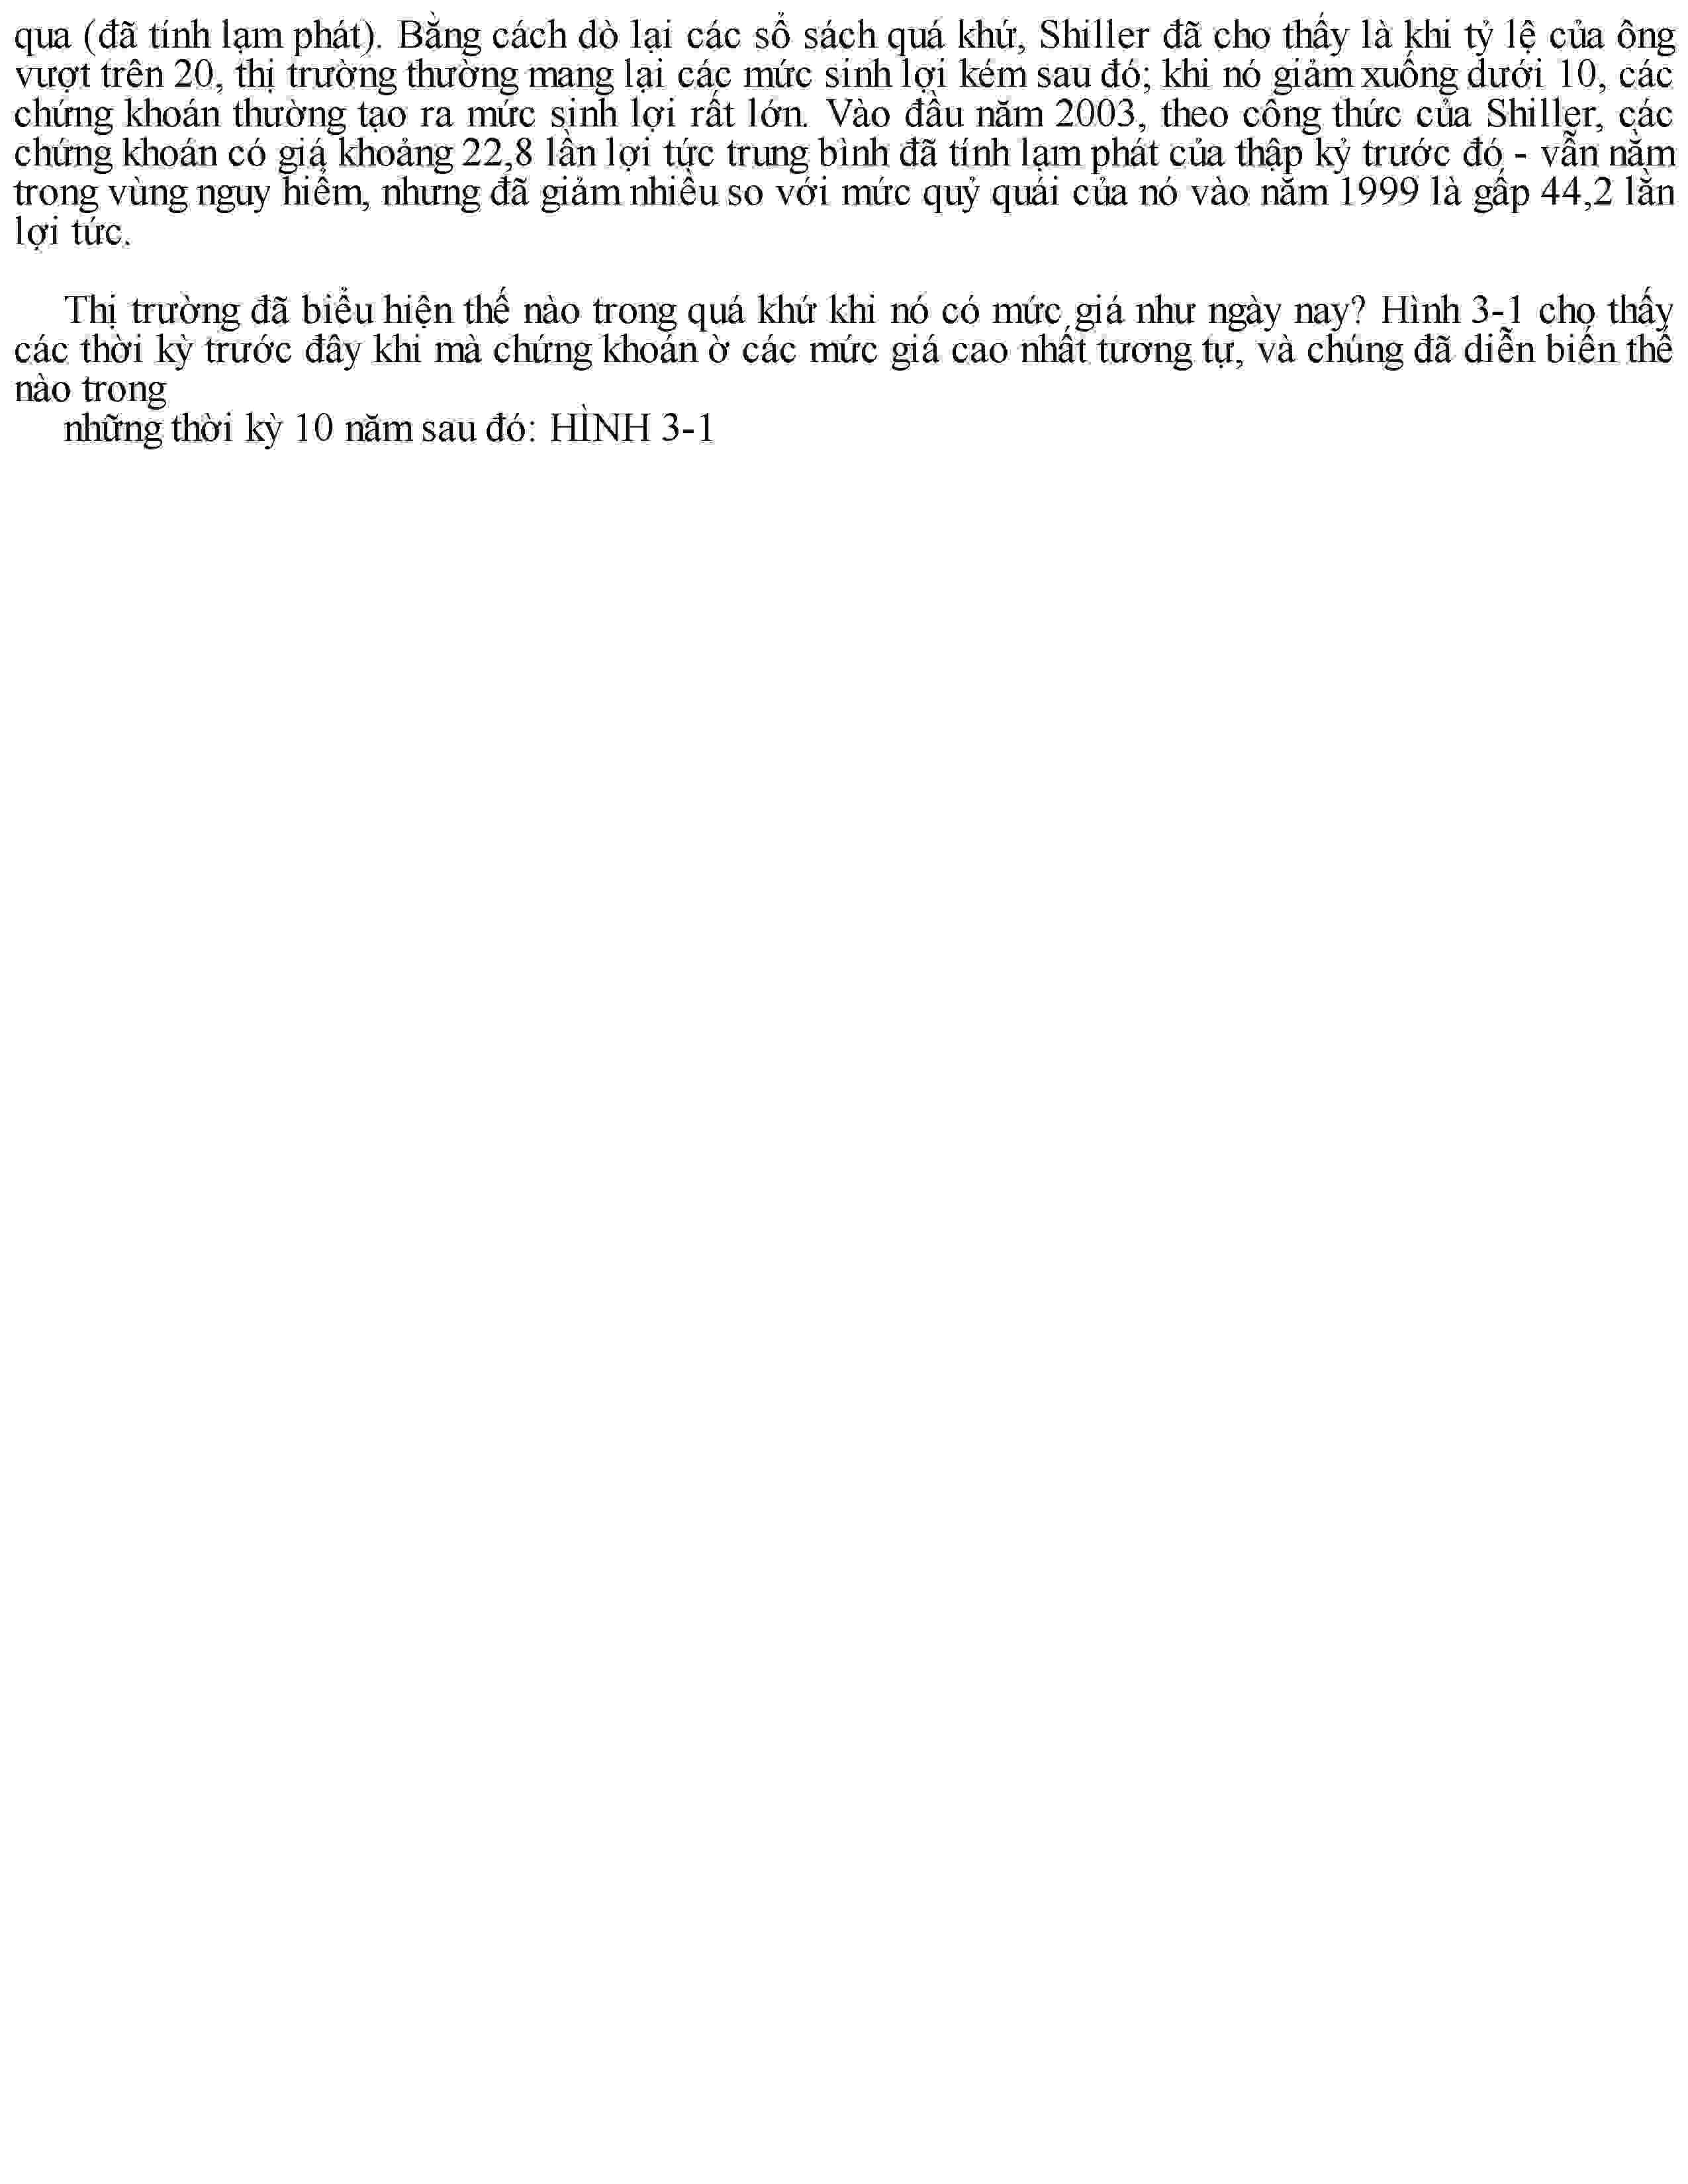 qua (đã tính lạm phát). Bằng cách dò lại các sổ sách quá khứ, Shiller đã cho thấy là khi tỷ lệ của ông
vượt trên 20, thị trường thường mang lại các mức sinh lợi kém sau đó; khi nó giảm xuống dưới 10, các
chứng khoán thường tạo ra mức sinh lợi rất lớn. Vào đầu năm 2003, theo công thức của Shiller, các
chứng khoán có giá khoảng 22,8 lần lợi tức trung bình đã tính lạm phát của thập kỷ trước đó - vẫn nằm
trong vùng nguy hiểm, nhưng đã giảm nhiều so với mức quỷ quái của nó vào năm 1999 là gấp 44,2 lần
lợi tức.
Thị trường đã biểu hiện thế nào trong quá khứ khi nó có mức giá như ngày nay? Hình 3-1 cho thấy
các thời kỳ trước đây khi mà chứng khoán ở các mức giá cao nhất tương tự, và chúng đã diễn biến thế
nào trong
những thời kỳ 10 năm sau đó: HÌNH 3-1